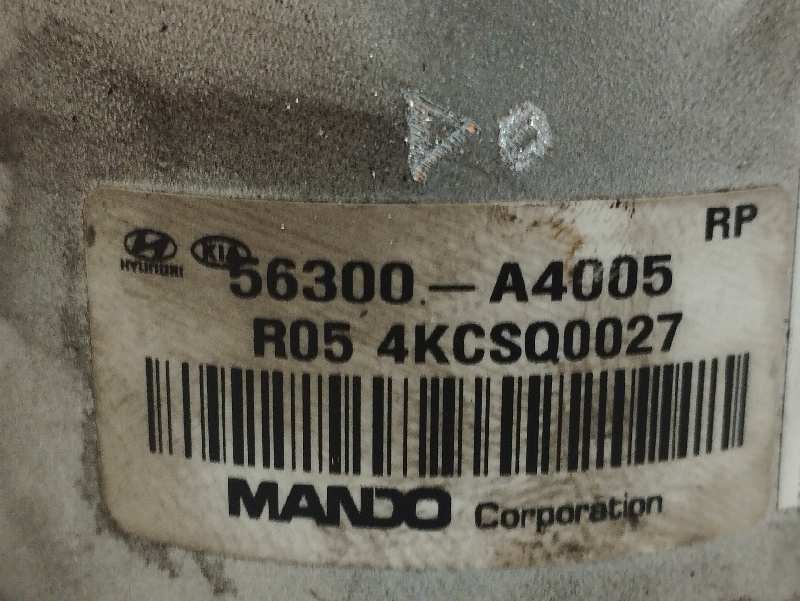 RP
HYUNDAI KIA
56300 - A4005
R05 4KCSQ0027
MANDO Corporation